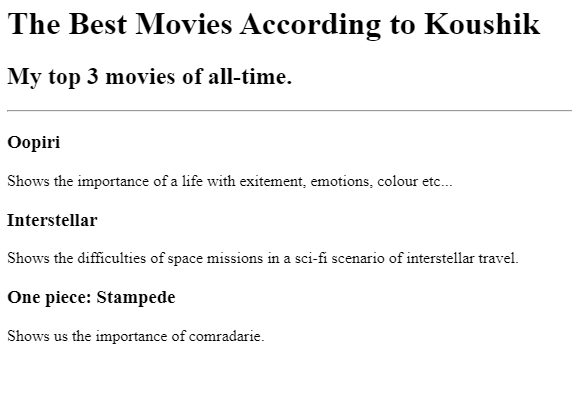 The Best Movies According to Koushik
My top 3 movies of all-time.
Oopiri
Shows the importance of a life with exitement, emotions, colour etc...
Interstellar
Shows the difficulties of space missions in a sci-fi scenario of interstellar travel.
One piece: Stampede
Shows us the importance of comradarie.